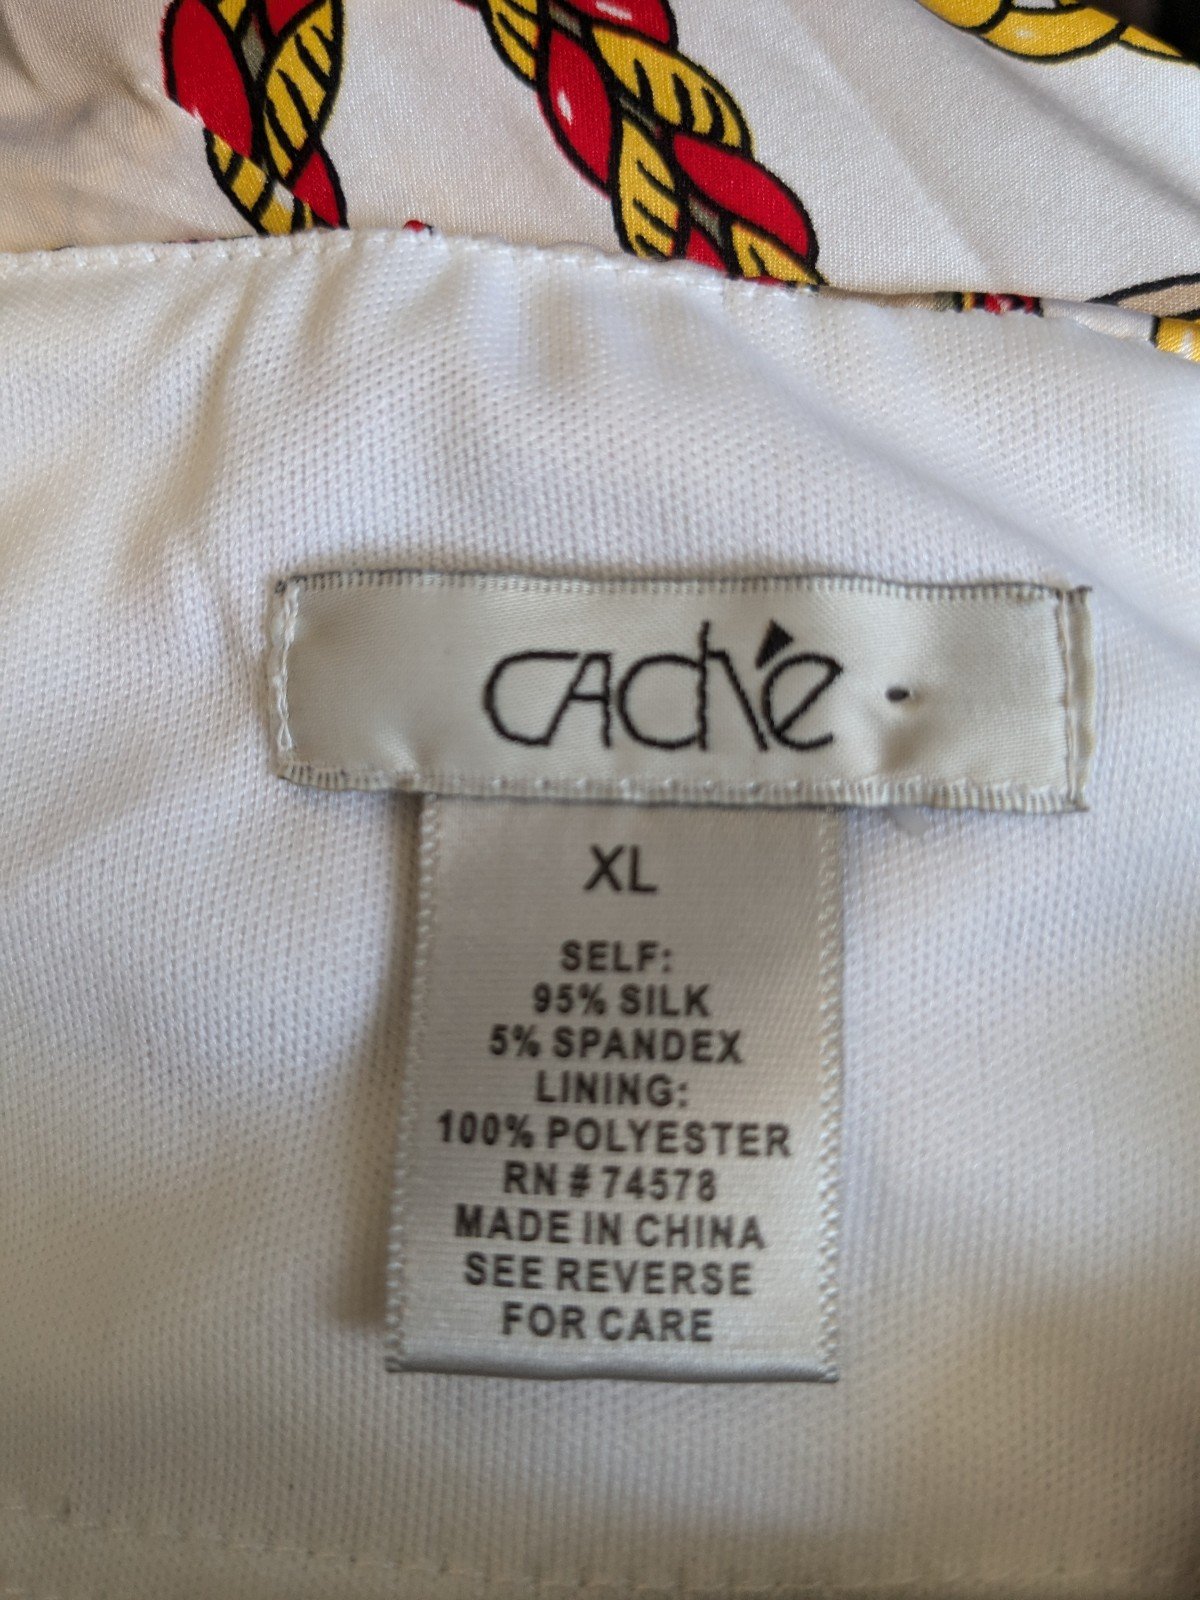 CACHÉ
XL
SELF:
95% SILK
5% SPANDEX
LINING:
100% POLYESTER
RN # 74578
MADE IN CHINA
SEE REVERSE
FOR CARE